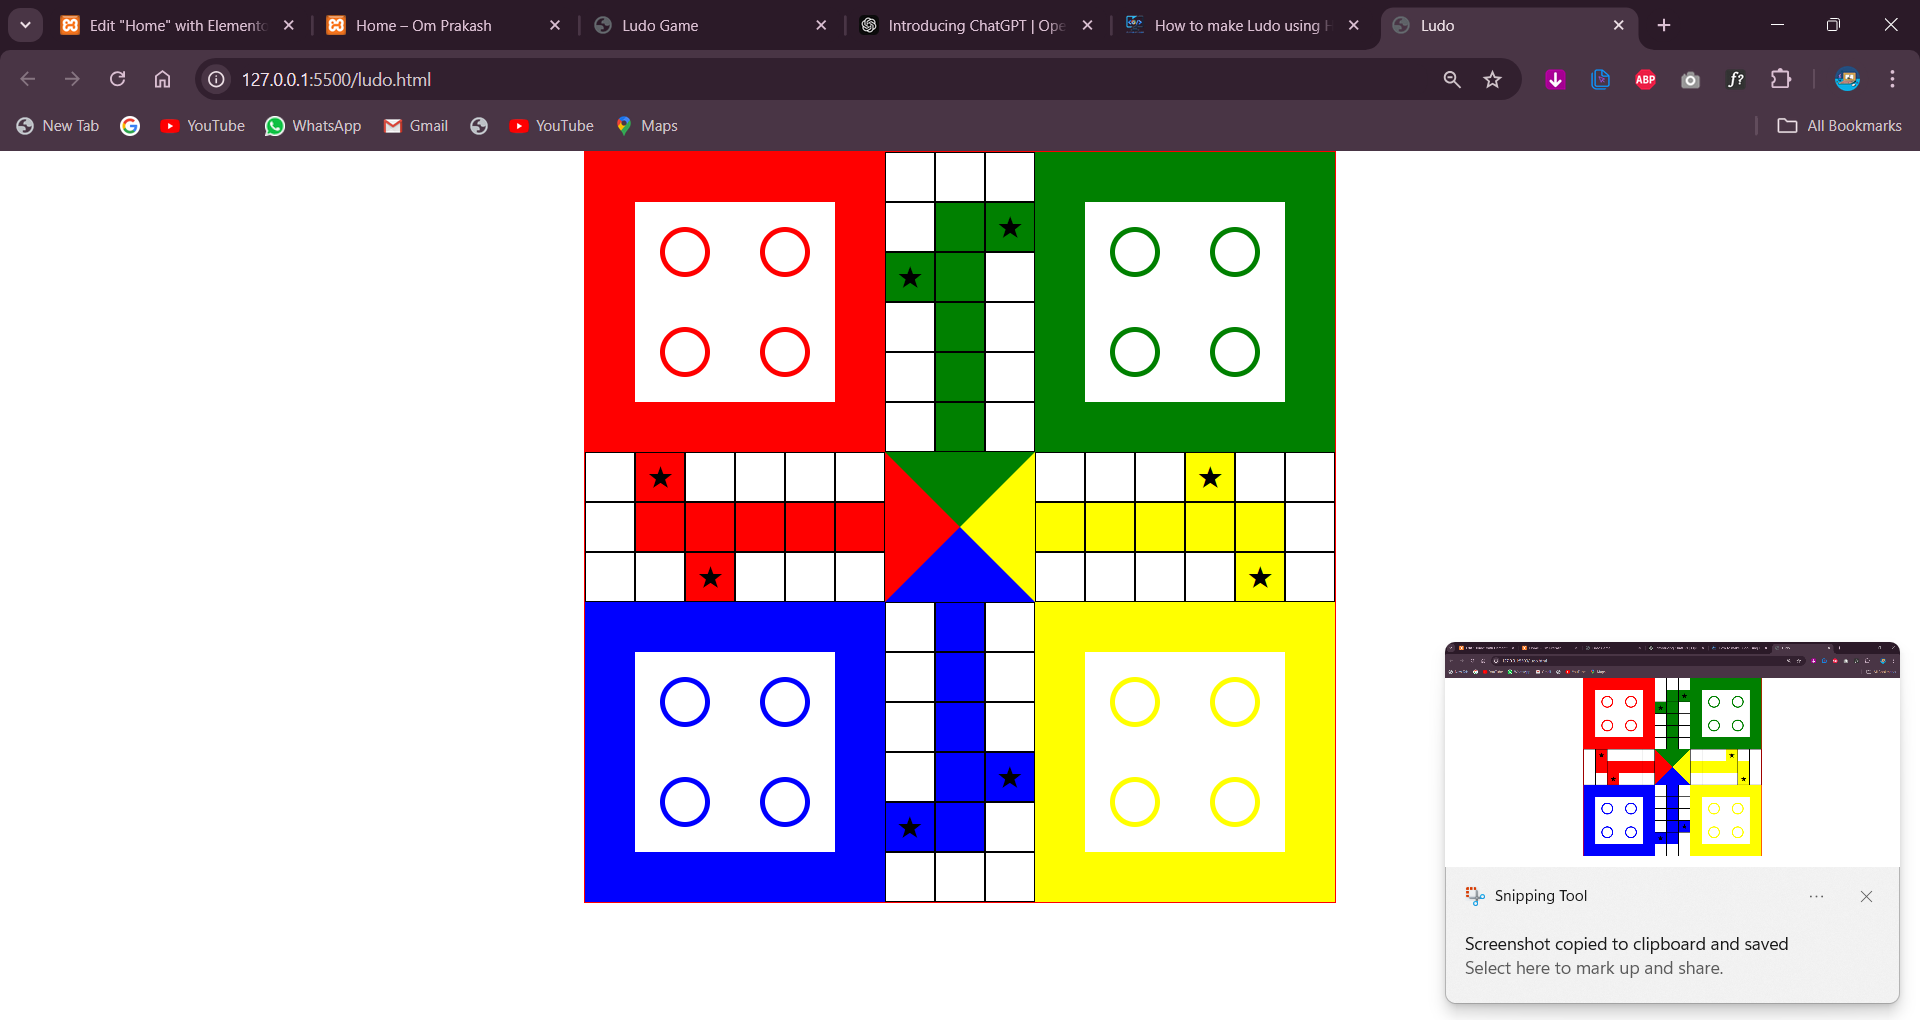 Edit "Home" with Elemento
Home – Om Prakash
Ludo Game
Introducing ChatGPT | Ope
How to make Ludo using H
Ludo
127.0.0.1:5500/ludo.html
ABP
f?
New Tab
YouTube
WhatsApp
Gmail
YouTube
Maps
All Bookmarks
Snipping Tool
Screenshot copied to clipboard and saved
Select here to mark up and share.